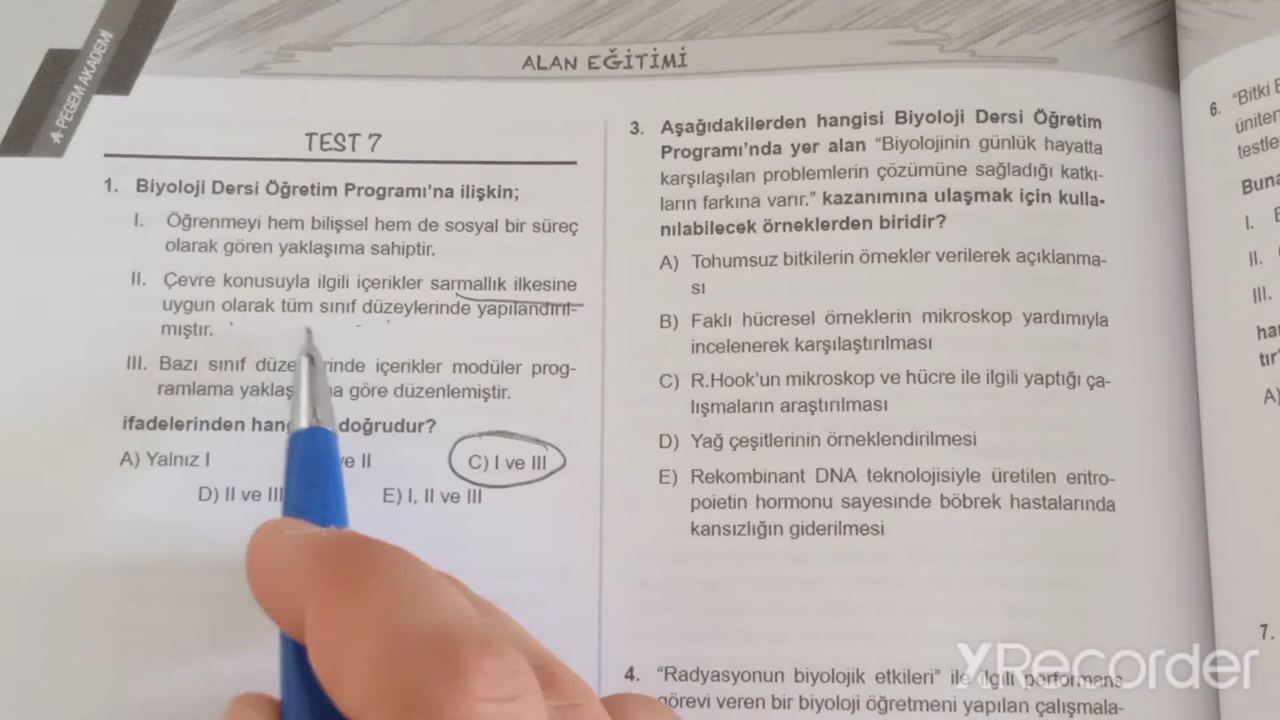 PEGEM AKADEMİ
ALAN EĞİTİMİ
TEST 7
1. Biyoloji Dersi Öğretim Programı'na ilişkin;
I. Öğrenmeyi hem bilişsel hem de sosyal bir süreç
olarak gören yaklaşıma sahiptir.
II. Çevre konusuyla ilgili içerikler sarmallık ilkesine
uygun olarak tüm sınıf düzeylerinde yapılandırıl-
mıştır.
III. Bazı sınıf düze rinde içerikler modüler prog-
ramlama yaklaş a göre düzenlemiştir.
ifadelerinden han doğrudur?
A) Yalnız I ve II C) I ve III
D) II ve III E) I, II ve III
3. Aşağıdakilerden hangisi Biyoloji Dersi Öğretim
Programı'nda yer alan "Biyolojinin günlük hayatta
karşılaşılan problemlerin çözümüne sağladığı katkı-
ların farkına varır." kazanımına ulaşmak için kulla-
nılabilecek örneklerden biridir?
A) Tohumsuz bitkilerin örnekler verilerek açıklanma-
sı
B) Faklı hücresel örneklerin mikroskop yardımıyla
incelenerek karşılaştırılması
C) R.Hook'un mikroskop ve hücre ile ilgili yaptığı ça-
lışmaların araştırılması
D) Yağ çeşitlerinin örneklendirilmesi
E) Rekombinant DNA teknolojisiyle üretilen eritro-
poietin hormonu sayesinde böbrek hastalarında
kansızlığın giderilmesi
4. "Radyasyonun biyolojik etkileri" ile ilgili performans
görevi veren bir biyoloji öğretmeni yapılan çalışmala-
6. "Bitki
üniter
testle
Buna
I.
II.
III.
ha
tır
A)
7.
XRecorder